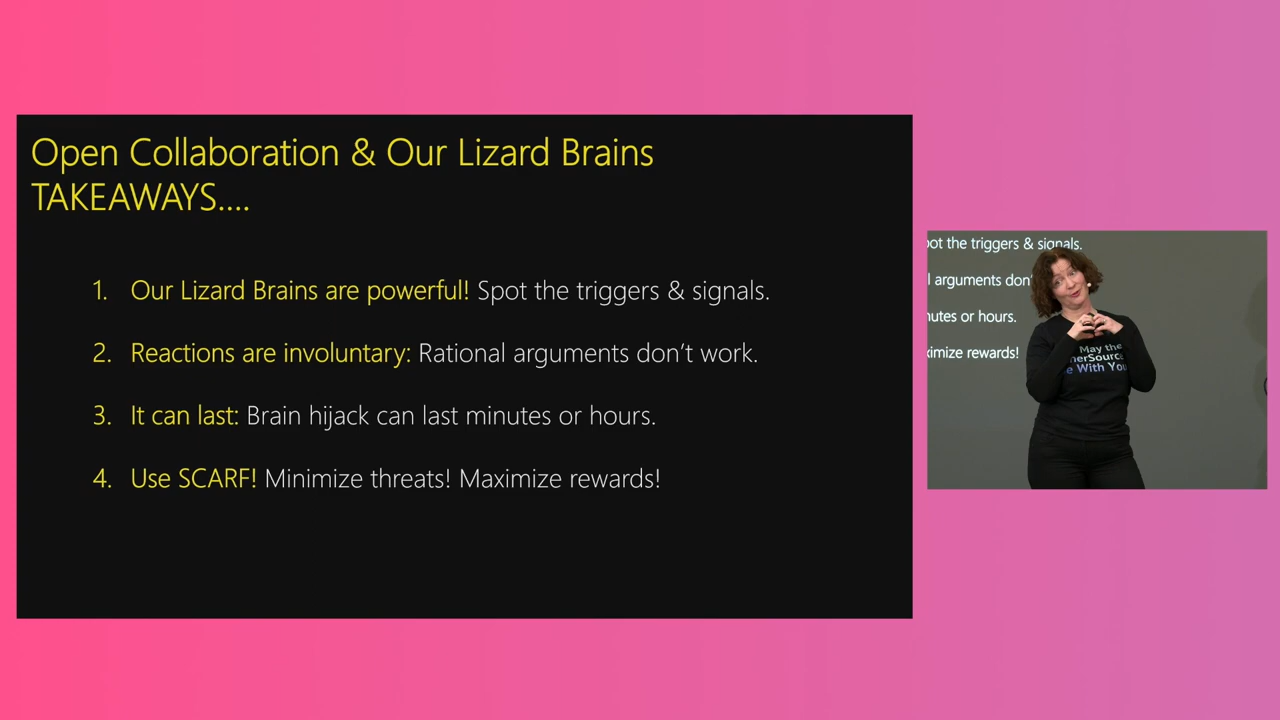 Open Collaboration & Our Lizard Brains
TAKEAWAYS....
1. Our Lizard Brains are powerful! Spot the triggers & signals.
2. Reactions are involuntary: Rational arguments don't work.
3. It can last: Brain hijack can last minutes or hours.
4. Use SCARF! Minimize threats! Maximize rewards!
pot the triggers & signals.
l arguments don'
nutes or hours.
ximize rewards!
May the
nerSource
e With You